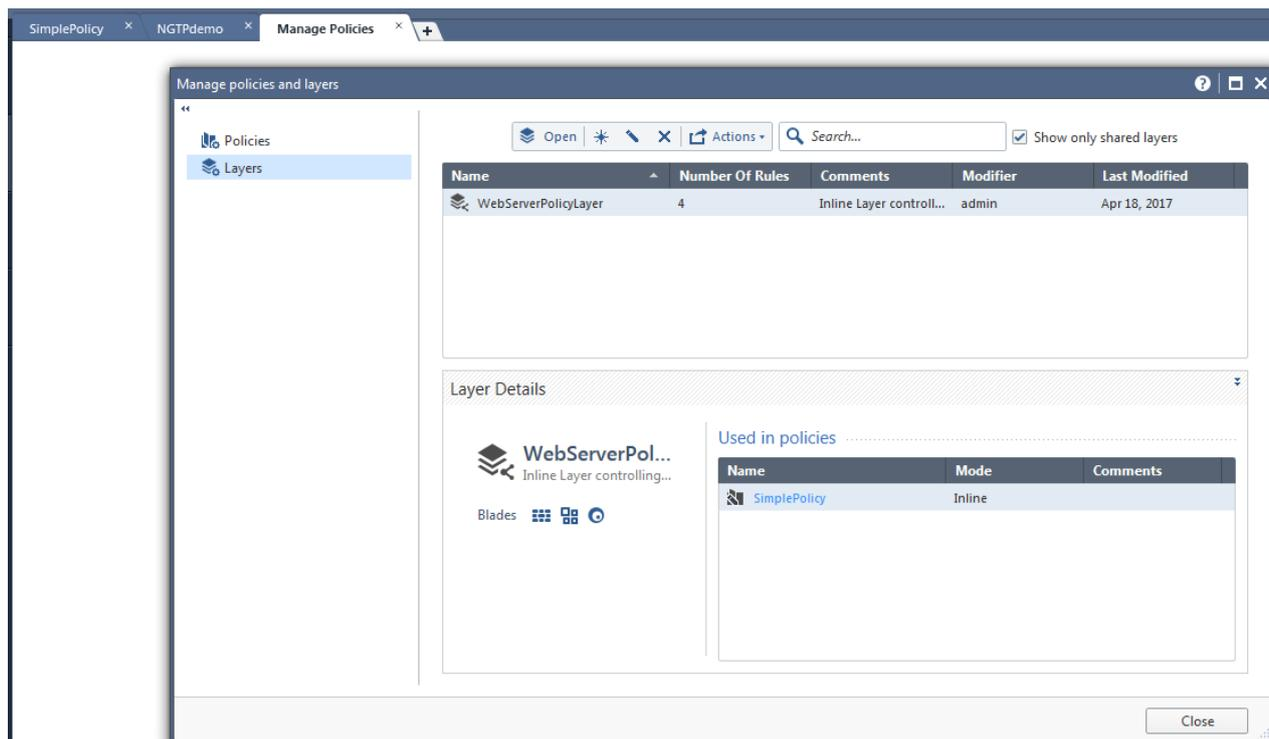 SimplePolicy
NGTPdemo
Manage Policies
Manage policies and layers
Policies
Layers
Open
Actions
Search...
Show only shared layers
Name Number Of Rules Comments Modifier Last Modified
WebServerPolicyLayer 4 Inline Layer controll... admin Apr 18, 2017
Layer Details
WebServerPol...
Inline Layer controlling...
Blades
Used in policies
Name Mode Comments
SimplePolicy Inline
Close